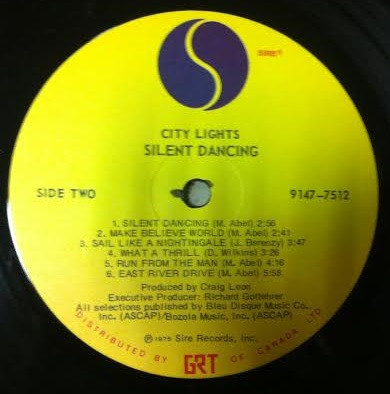 SIRE®
CITY LIGHTS
SILENT DANCING
SIDE TWO
9147-7512
1. SILENT DANCING (M. Abel) 2:56
2. MAKE BELIEVE WORLD (M. Abel) 2:41
3. SAIL LIKE A NIGHTINGALE (J. Berenzy) 3:47
4. WHAT A THRILL (D. Wilkins) 3:26
5. RUN FROM THE MAN (M. Abel) 4:16
6. EAST RIVER DRIVE (M. Abel) 5:58
Produced by Craig Leon
Executive Producer: Richard Gottehrer
All selections published by Bleu Disque Music Co.,
Inc. (ASCAP)/Bozola Music, Inc. (ASCAP)
℗ 1975 Sire Records, Inc.
DISTRIBUTED BY GRT OF CANADA LTD.